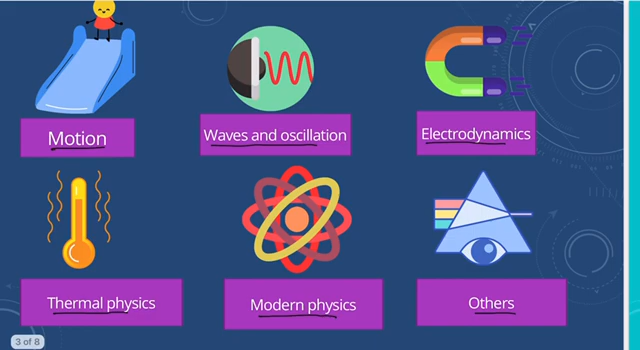 Motion
Waves and oscillation
Electrodynamics
Thermal physics
Modern physics
Others
3 of 8